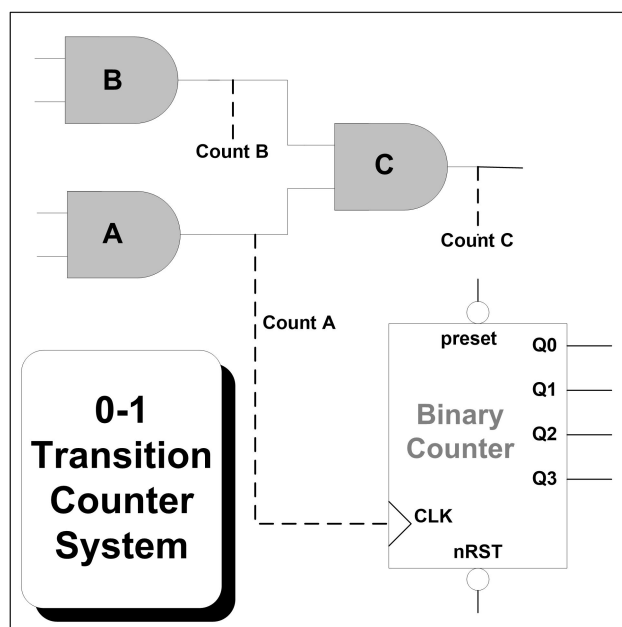 B
Count B
C
A
Count C
Count A
preset
Q0
Q1
Binary
Counter
Q2
Q3
CLK
nRST
0-1
Transition
Counter
System